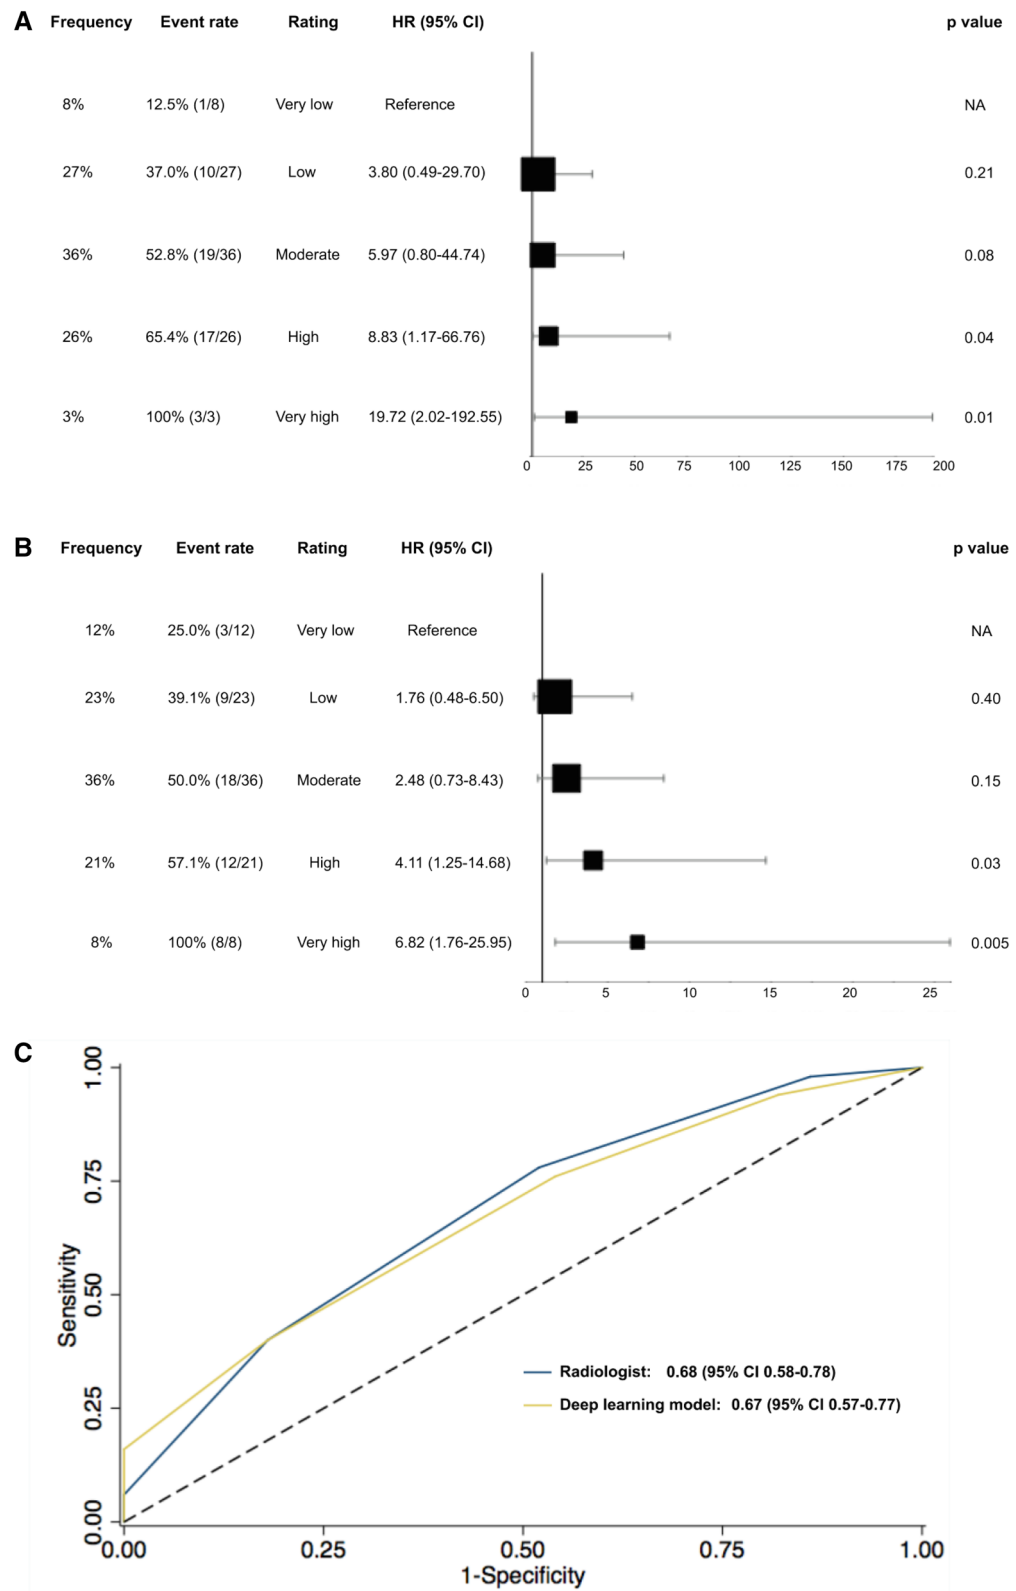 A Frequency Event rate Rating HR (95% CI) p value
8% 12.5% (1/8) Very low Reference NA
27% 37.0% (10/27) Low 3.80 (0.49-29.70) 0.21
36% 52.8% (19/36) Moderate 5.97 (0.80-44.74) 0.08
26% 65.4% (17/26) High 8.83 (1.17-66.76) 0.04
3% 100% (3/3) Very high 19.72 (2.02-192.55) 0.01
0 25 50 75 100 125 150 175 200
B Frequency Event rate Rating HR (95% CI) p value
12% 25.0% (3/12) Very low Reference NA
23% 39.1% (9/23) Low 1.76 (0.48-6.50) 0.40
36% 50.0% (18/36) Moderate 2.48 (0.73-8.43) 0.15
21% 57.1% (12/21) High 4.11 (1.25-14.68) 0.03
8% 100% (8/8) Very high 6.82 (1.76-25.95) 0.005
0 5 10 15 20 25
C
1.00
0.75
0.50
0.25
0.00
Sensitivity
Radiologist: 0.68 (95% CI 0.58-0.78)
Deep learning model: 0.67 (95% CI 0.57-0.77)
0.00 0.25 0.50 0.75 1.00
1-Specificity